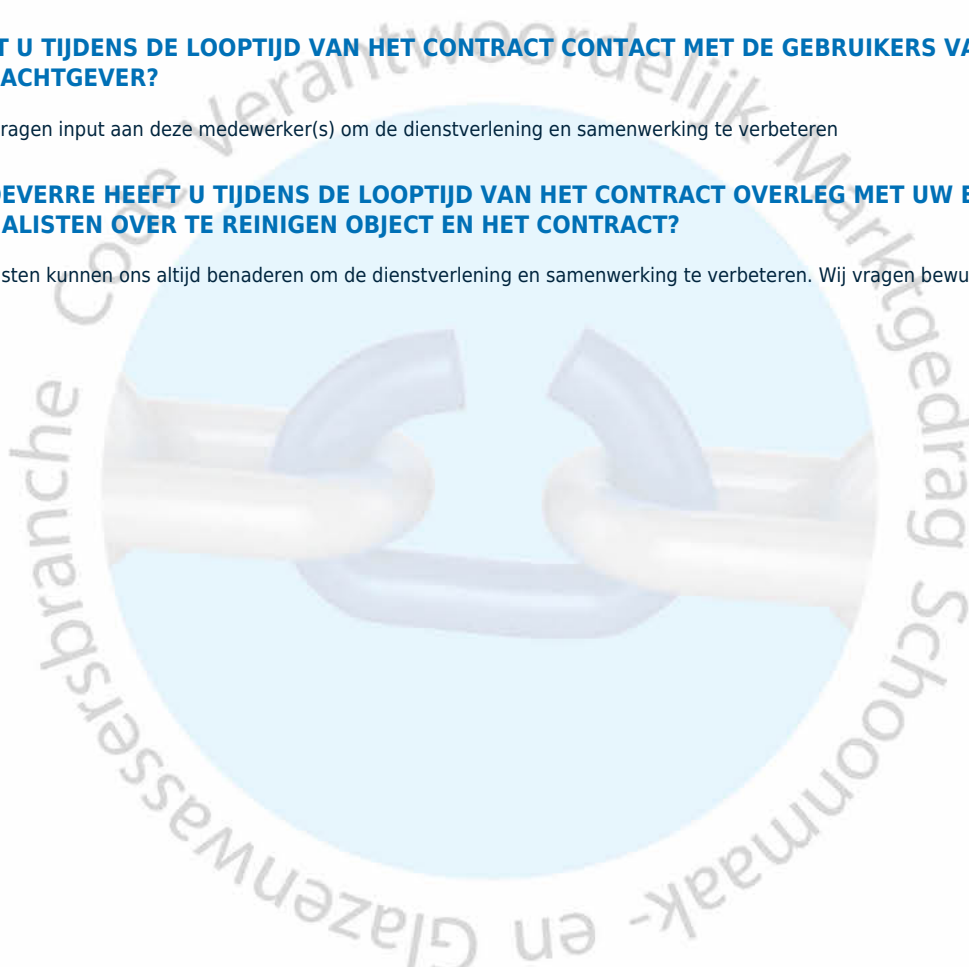 T U TIJDENS DE LOOPTIJD VAN HET CONTRACT CONTACT MET DE GEBRUIKERS VA
ACHTGEVER?
ragen input aan deze medewerker(s) om de dienstverlening en samenwerking te verbeteren
OEVERRE HEEFT U TIJDENS DE LOOPTIJD VAN HET CONTRACT OVERLEG MET UW E
ALISTEN OVER TE REINIGEN OBJECT EN HET CONTRACT?
sten kunnen ons altijd benaderen om de dienstverlening en samenwerking te verbeteren. Wij vragen bewu
Code Verantwoordelijk Marktgedrag Schoonmaak- en Glazenwassersbranche